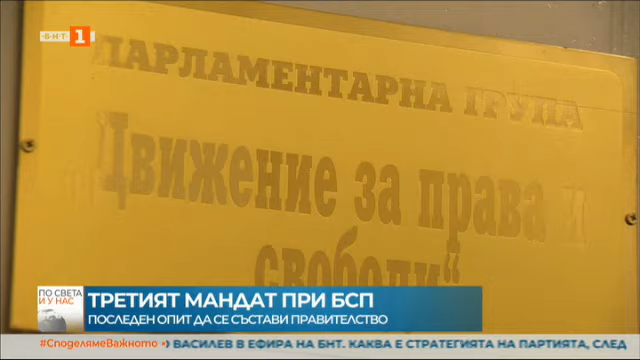 БНТ 1
ПАРЛАМЕНТАРНА ГРУПА
„Движение за права и
свободи“
ПО СВЕТА
И У НАС
ТРЕТИЯТ МАНДАТ ПРИ БСП
ПОСЛЕДЕН ОПИТ ДА СЕ СЪСТАВИ ПРАВИТЕЛСТВО
#СподелямеВажното
ВАСИЛЕВ В ЕФИРА НА БНТ. КАКВА Е СТРАТЕГИЯТА НА ПАРТИЯТА, СЛЕД